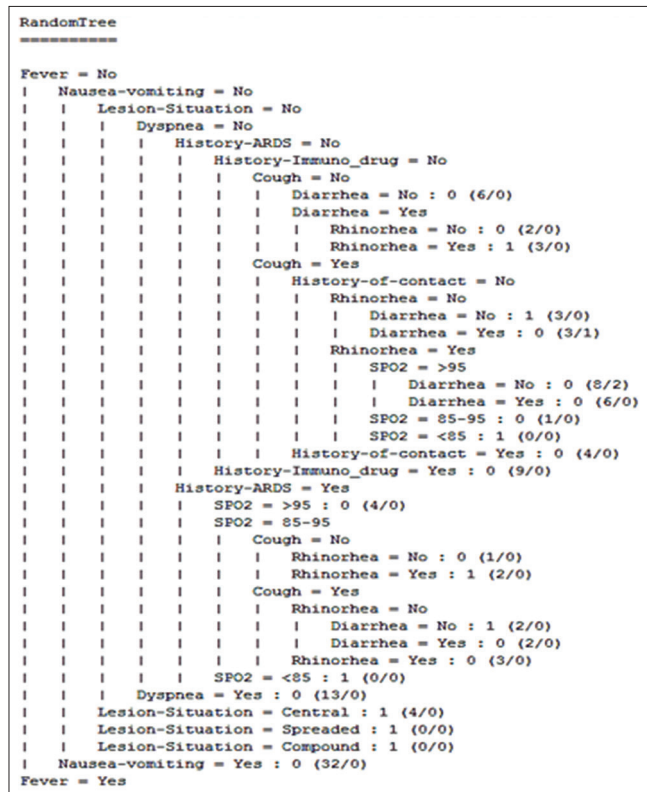 RandomTree
==========
Fever = No
|   Nausea-vomiting = No
|   |   Lesion-Situation = No
|   |   |   Dyspnea = No
|   |   |   |   History-ARDS = No
|   |   |   |   |   History-Immuno_drug = No
|   |   |   |   |   |   Cough = No
|   |   |   |   |   |   |   Diarrhea = No : 0 (6/0)
|   |   |   |   |   |   |   Diarrhea = Yes
|   |   |   |   |   |   |   |   Rhinorhea = No : 0 (2/0)
|   |   |   |   |   |   |   |   Rhinorhea = Yes : 1 (3/0)
|   |   |   |   |   |   Cough = Yes
|   |   |   |   |   |   |   History-of-contact = No
|   |   |   |   |   |   |   |   Rhinorhea = No
|   |   |   |   |   |   |   |   |   Diarrhea = No : 1 (3/0)
|   |   |   |   |   |   |   |   |   Diarrhea = Yes : 0 (3/1)
|   |   |   |   |   |   |   |   Rhinorhea = Yes
|   |   |   |   |   |   |   |   |   SPO2 = >95
|   |   |   |   |   |   |   |   |   |   Diarrhea = No : 0 (8/2)
|   |   |   |   |   |   |   |   |   |   Diarrhea = Yes : 0 (6/0)
|   |   |   |   |   |   |   |   |   SPO2 = 85-95 : 0 (1/0)
|   |   |   |   |   |   |   |   |   SPO2 = <85 : 1 (0/0)
|   |   |   |   |   |   |   History-of-contact = Yes : 0 (4/0)
|   |   |   |   |   History-Immuno_drug = Yes : 0 (9/0)
|   |   |   |   History-ARDS = Yes
|   |   |   |   |   SPO2 = >95 : 0 (4/0)
|   |   |   |   |   SPO2 = 85-95
|   |   |   |   |   |   Cough = No
|   |   |   |   |   |   |   Rhinorhea = No : 0 (1/0)
|   |   |   |   |   |   |   Rhinorhea = Yes : 1 (2/0)
|   |   |   |   |   |   Cough = Yes
|   |   |   |   |   |   |   Rhinorhea = No
|   |   |   |   |   |   |   |   Diarrhea = No : 1 (2/0)
|   |   |   |   |   |   |   |   Diarrhea = Yes : 0 (2/0)
|   |   |   |   |   |   |   Rhinorhea = Yes : 0 (3/0)
|   |   |   |   |   SPO2 = <85 : 1 (0/0)
|   |   |   Dyspnea = Yes : 0 (13/0)
|   |   Lesion-Situation = Central : 1 (4/0)
|   |   Lesion-Situation = Spreaded : 1 (0/0)
|   |   Lesion-Situation = Compound : 1 (0/0)
|   Nausea-vomiting = Yes : 0 (32/0)
Fever = Yes